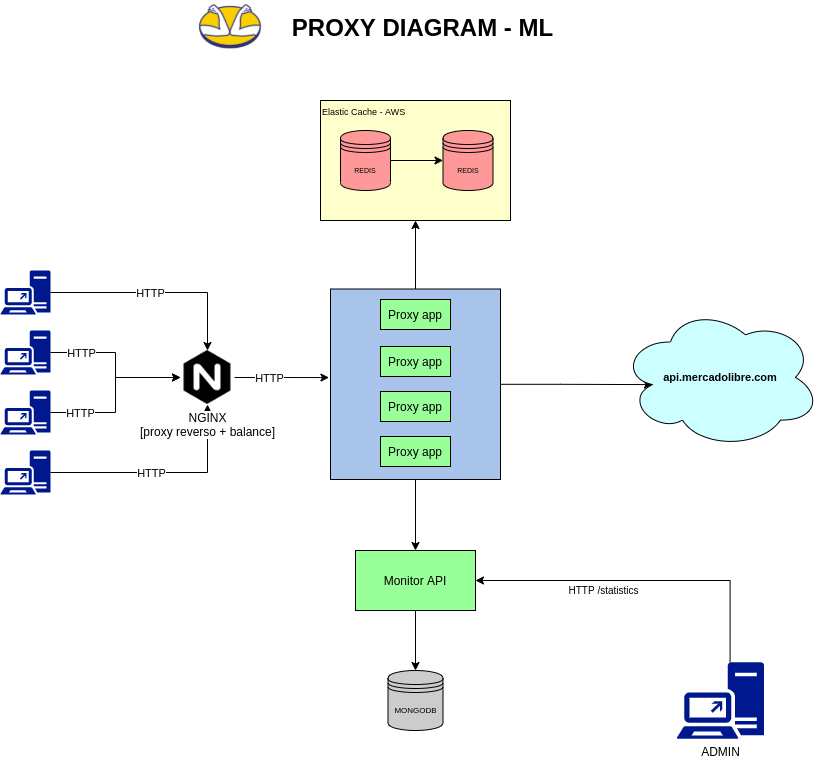 PROXY DIAGRAM - ML
Elastic Cache - AWS
REDIS
REDIS
HTTP
HTTP
HTTP
HTTP
NGINX
[proxy reverso + balance]
HTTP
Proxy app
Proxy app
Proxy app
Proxy app
api.mercadolibre.com
Monitor API
HTTP /statistics
MONGODB
ADMIN